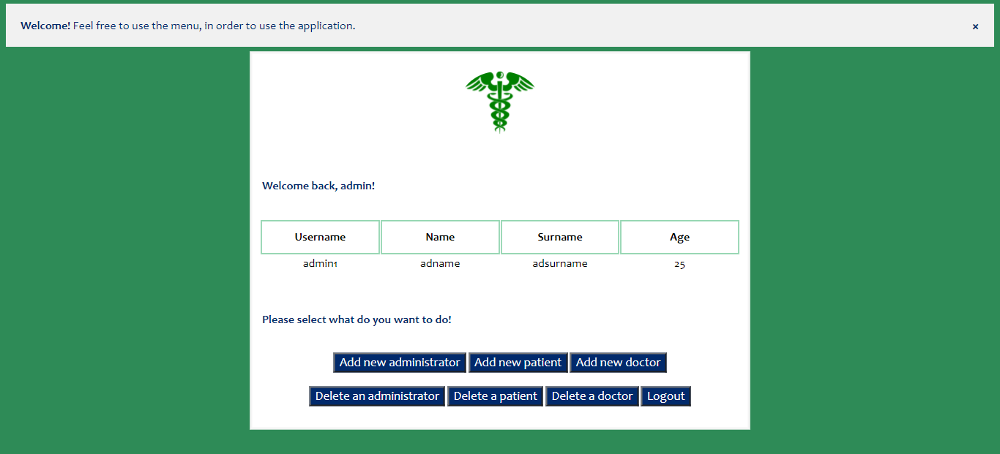 Welcome! Feel free to use the menu, in order to use the application. ×
Welcome back, admin!
Username Name Surname Age
admin1 adname adsurname 25
Please select what do you want to do!
Add new administrator Add new patient Add new doctor
Delete an administrator Delete a patient Delete a doctor Logout